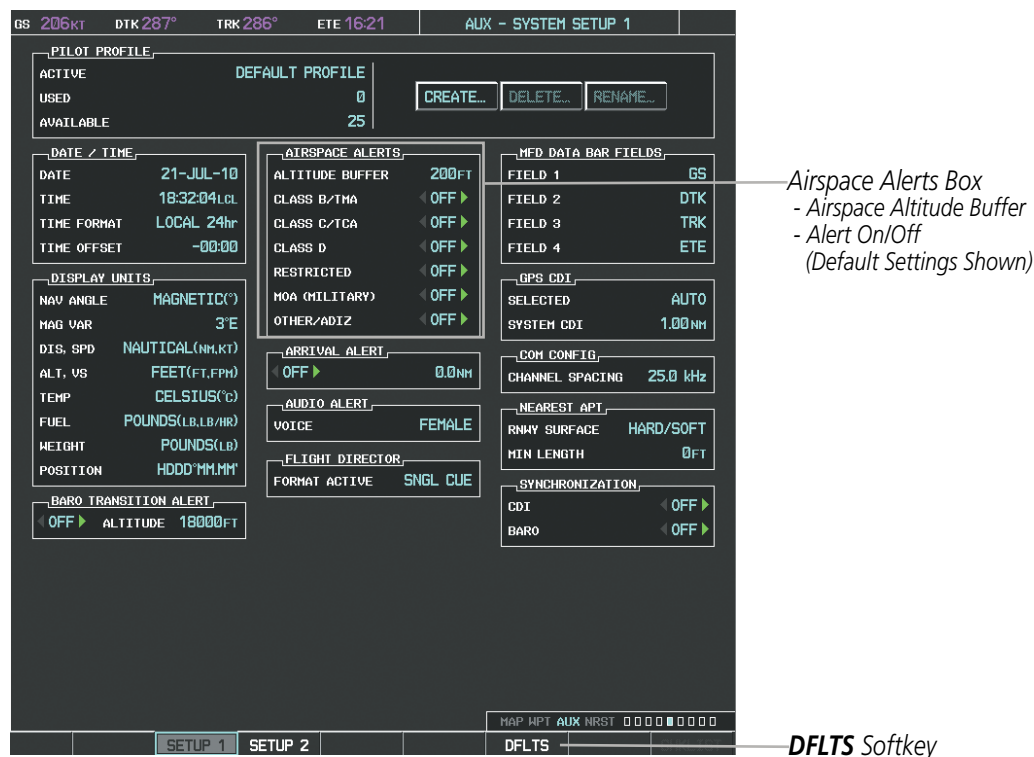 GS 206KT DTK 287° TRK 286° ETE 16:21 AUX - SYSTEM SETUP 1
PILOT PROFILE
ACTIVE DEFAULT PROFILE
USED 0
AVAILABLE 25
CREATE... DELETE... RENAME...
DATE / TIME
DATE 21-JUL-10
TIME 18:32:04LCL
TIME FORMAT LOCAL 24hr
TIME OFFSET -00:00
DISPLAY UNITS
NAV ANGLE MAGNETIC(°)
MAG VAR 3°E
DIS, SPD NAUTICAL(NM,KT)
ALT, VS FEET(FT,FPM)
TEMP CELSIUS(°C)
FUEL POUNDS(LB,LB/HR)
WEIGHT POUNDS(LB)
POSITION HDDD°MM.MM'
BARO TRANSITION ALERT
OFF ALTITUDE 18000FT
AIRSPACE ALERTS
ALTITUDE BUFFER 200FT
CLASS B/TMA OFF
CLASS C/TCA OFF
CLASS D OFF
RESTRICTED OFF
MOA (MILITARY) OFF
OTHER/ADIZ OFF
ARRIVAL ALERT
OFF 0.0NM
AUDIO ALERT
VOICE FEMALE
FLIGHT DIRECTOR
FORMAT ACTIVE SNGL CUE
MFD DATA BAR FIELDS
FIELD 1 GS
FIELD 2 DTK
FIELD 3 TRK
FIELD 4 ETE
GPS CDI
SELECTED AUTO
SYSTEM CDI 1.00NM
COM CONFIG
CHANNEL SPACING 25.0 kHz
NEAREST APT
RNWY SURFACE HARD/SOFT
MIN LENGTH 0FT
SYNCHRONIZATION
CDI OFF
BARO OFF
Airspace Alerts Box
- Airspace Altitude Buffer
- Alert On/Off
(Default Settings Shown)
MAP WPT AUX NRST
SETUP 1 SETUP 2 DFLTS
DFLTS Softkey